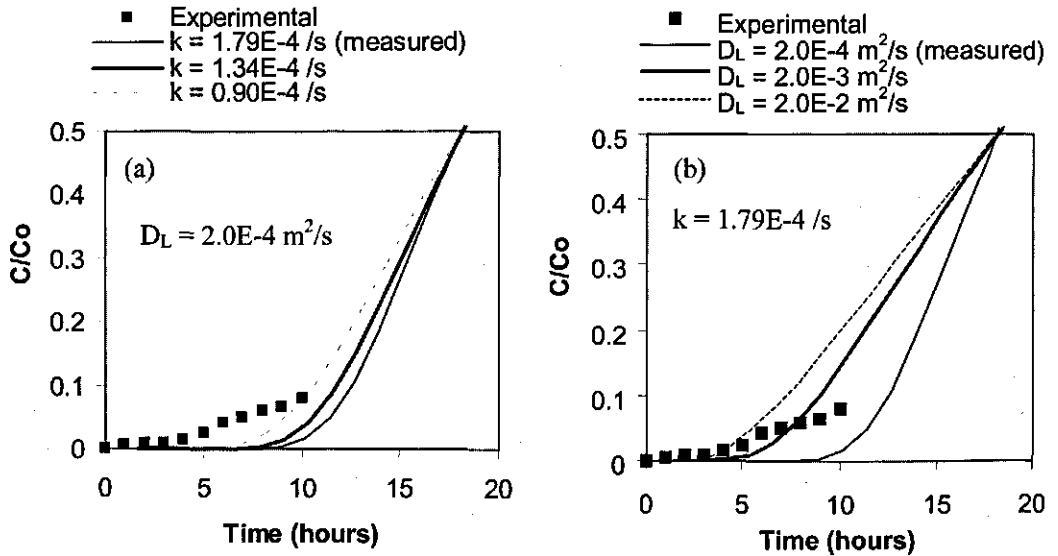 Experimental
k = 1.79E-4 /s (measured)
k = 1.34E-4 /s
k = 0.90E-4 /s
0.5
0.4
0.3
0.2
0.1
0
C/Co
(a)
D_L = 2.0E-4 m²/s
0 5 10 15 20
Time (hours)
Experimental
D_L = 2.0E-4 m²/s (measured)
D_L = 2.0E-3 m²/s
D_L = 2.0E-2 m²/s
0.5
0.4
0.3
0.2
0.1
0
C/Co
(b)
k = 1.79E-4 /s
0 5 10 15 20
Time (hours)